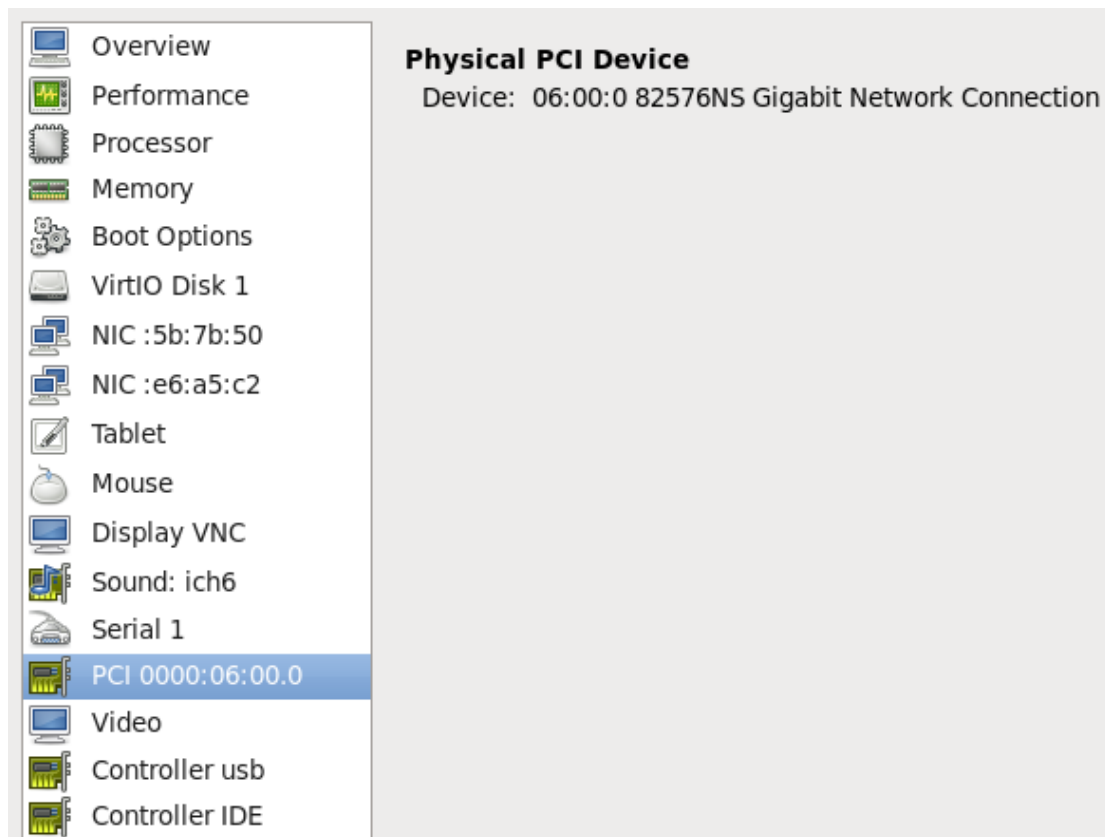 Overview
Performance
Processor
Memory
Boot Options
VirtIO Disk 1
NIC :5b:7b:50
NIC :e6:a5:c2
Tablet
Mouse
Display VNC
Sound: ich6
Serial 1
PCI 0000:06:00.0
Video
Controller usb
Controller IDE
Physical PCI Device
Device: 06:00:0 82576NS Gigabit Network Connection